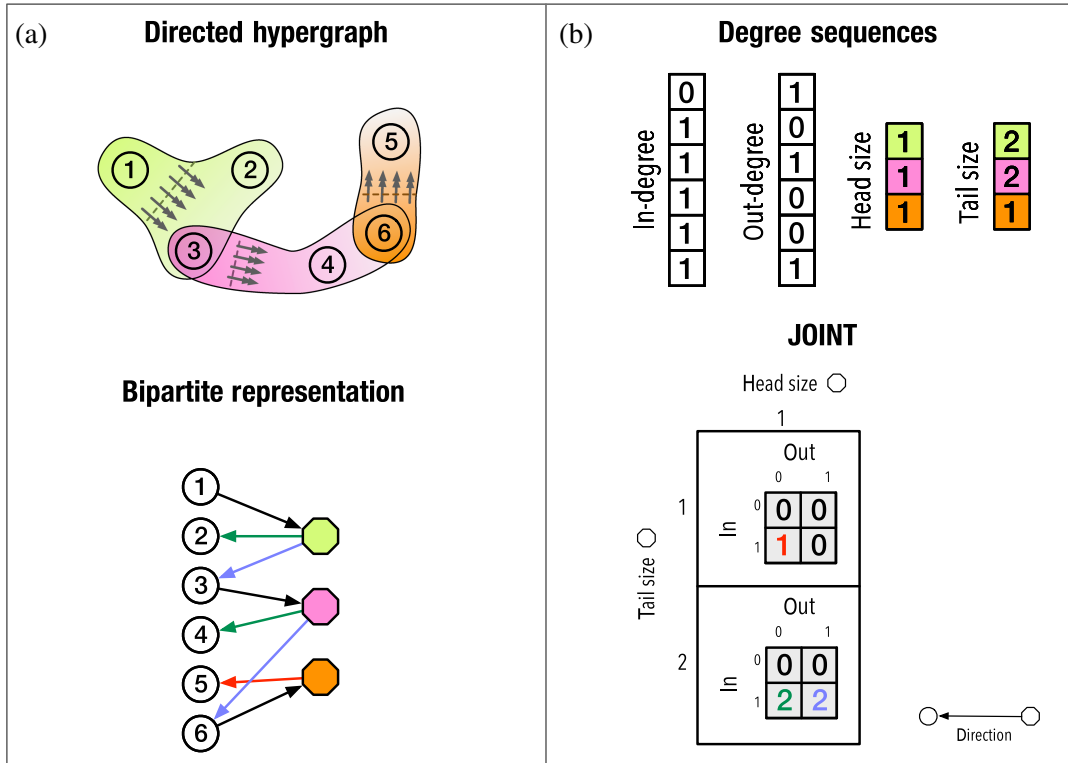 (a)
Directed hypergraph
1
2
3
4
5
6
Bipartite representation
1
2
3
4
5
6
(b)
Degree sequences
In-degree
0
1
1
1
1
1
Out-degree
1
0
1
0
0
1
Head size
1
1
1
Tail size
2
2
1
JOINT
Head size
1
Tail size
1
Out
0 1
In
0 0 0
1 1 0
2
Out
0 1
In
0 0 0
1 2 2
Direction